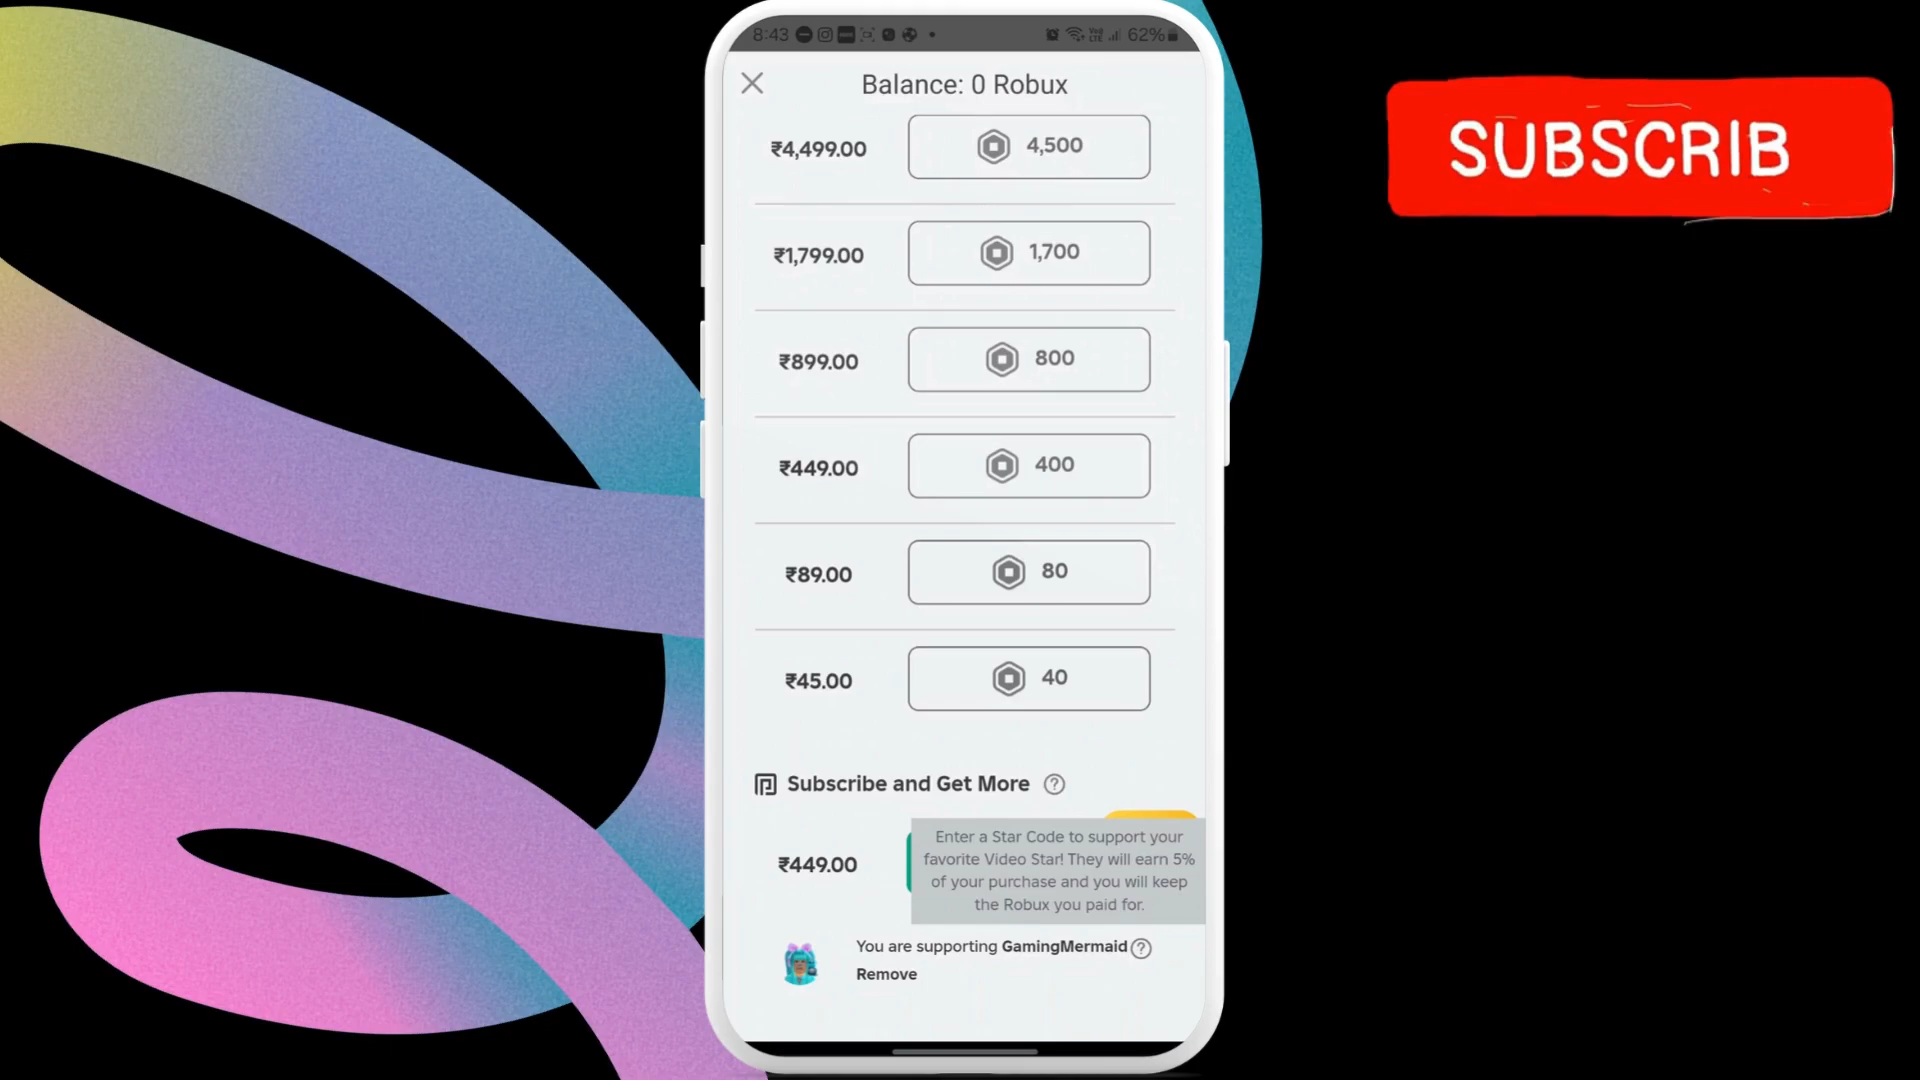 8:43
62%
Balance: 0 Robux
SUBSCRIB
₹4,499.00
4,500
₹1,799.00
1,700
₹899.00
800
₹449.00
400
₹89.00
80
₹45.00
40
Subscribe and Get More ?
₹449.00
Enter a Star Code to support your
favorite Video Star! They will earn 5%
of your purchase and you will keep
the Robux you paid for.
You are supporting GamingMermaid ?
Remove